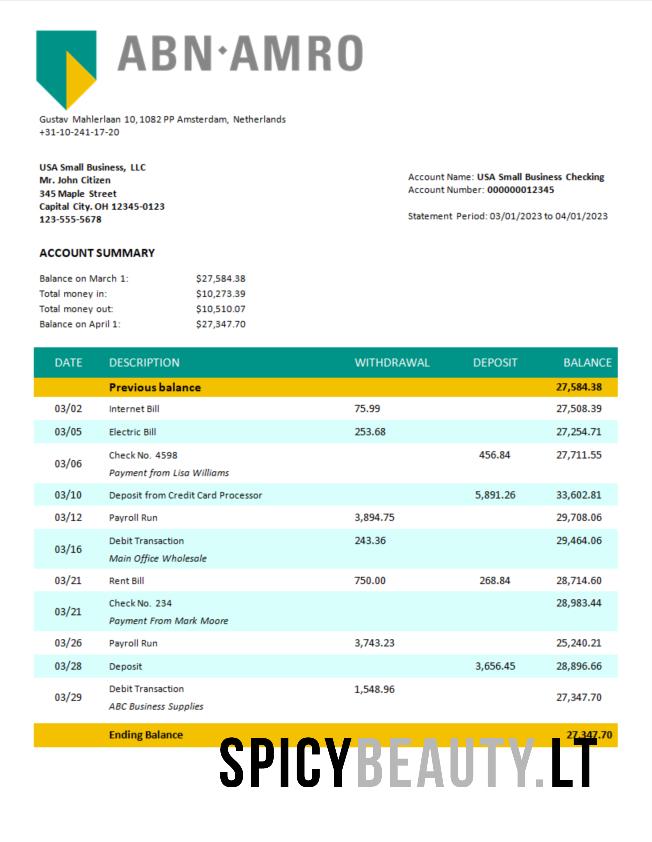 ABN·AMRO
Gustav Mahlerlaan 10, 1082 PP Amsterdam, Netherlands
+31-10-241-17-20
USA Small Business, LLC
Mr. John Citizen
345 Maple Street
Capital City. OH 12345-0123
123-555-5678
Account Name: USA Small Business Checking
Account Number: 000000012345
Statement Period: 03/01/2023 to 04/01/2023
ACCOUNT SUMMARY
Balance on March 1: $27,584.38
Total money in: $10,273.39
Total money out: $10,510.07
Balance on April 1: $27,347.70
DATE DESCRIPTION WITHDRAWAL DEPOSIT BALANCE
Previous balance 27,584.38
03/02 Internet Bill 75.99 27,508.39
03/05 Electric Bill 253.68 27,254.71
03/06 Check No. 4598 456.84 27,711.55
Payment from Lisa Williams
03/10 Deposit from Credit Card Processor 5,891.26 33,602.81
03/12 Payroll Run 3,894.75 29,708.06
03/16 Debit Transaction 243.36 29,464.06
Main Office Wholesale
03/21 Rent Bill 750.00 268.84 28,714.60
03/21 Check No. 234 28,983.44
Payment From Mark Moore
03/26 Payroll Run 3,743.23 25,240.21
03/28 Deposit 3,656.45 28,896.66
03/29 Debit Transaction 1,548.96 27,347.70
ABC Business Supplies
Ending Balance 27,347.70
SPICYBEAUTY.LT